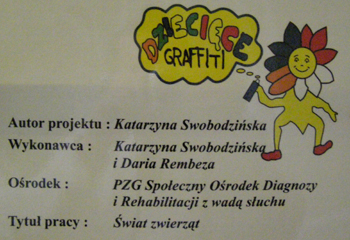 DZIECIĘCE
GRAFFITI
Autor projektu : Katarzyna Swobodzińska
Wykonawca : Katarzyna Swobodzińska
i Daria Rembeza
Ośrodek : PZG Społeczny Ośrodek Diagnozy
i Rehabilitacji z wadą słuchu
Tytuł pracy : Świat zwierząt